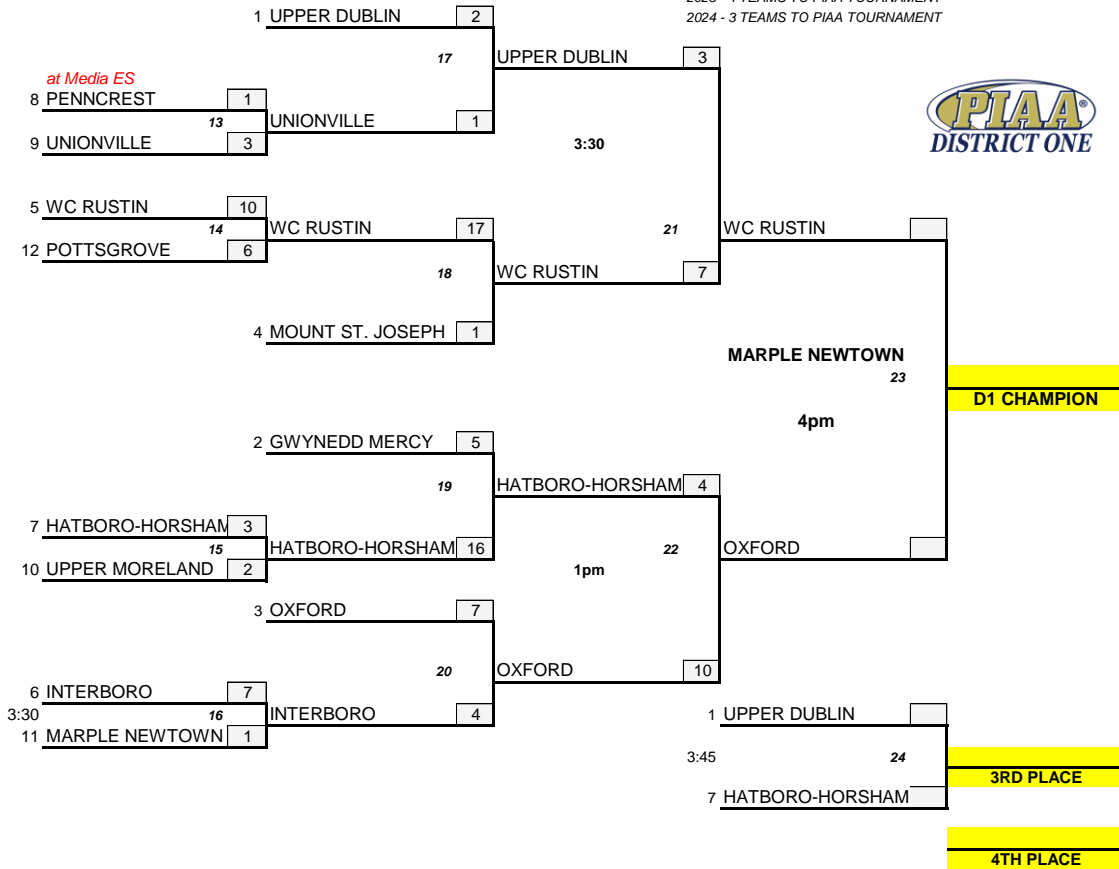 2024 - 3 TEAMS TO PIAA TOURNAMENT
1 UPPER DUBLIN 2
17 UPPER DUBLIN 3
at Media ES
8 PENNCREST 1
13 UNIONVILLE 1
9 UNIONVILLE 3
3:30
PIAA®
DISTRICT ONE
5 WC RUSTIN 10
14 WC RUSTIN 17
21 WC RUSTIN
12 POTTSGROVE 6
18 WC RUSTIN 7
4 MOUNT ST. JOSEPH 1
MARPLE NEWTOWN
23
D1 CHAMPION
4pm
2 GWYNEDD MERCY 5
19 HATBORO-HORSHAM 4
7 HATBORO-HORSHAM 3
15 HATBORO-HORSHAM 16
22 OXFORD
10 UPPER MORELAND 2
1pm
3 OXFORD 7
20 OXFORD 10
6 INTERBORO 7
3:30 16 INTERBORO 4
11 MARPLE NEWTOWN 1
1 UPPER DUBLIN
3:45 24
3RD PLACE
7 HATBORO-HORSHAM
4TH PLACE